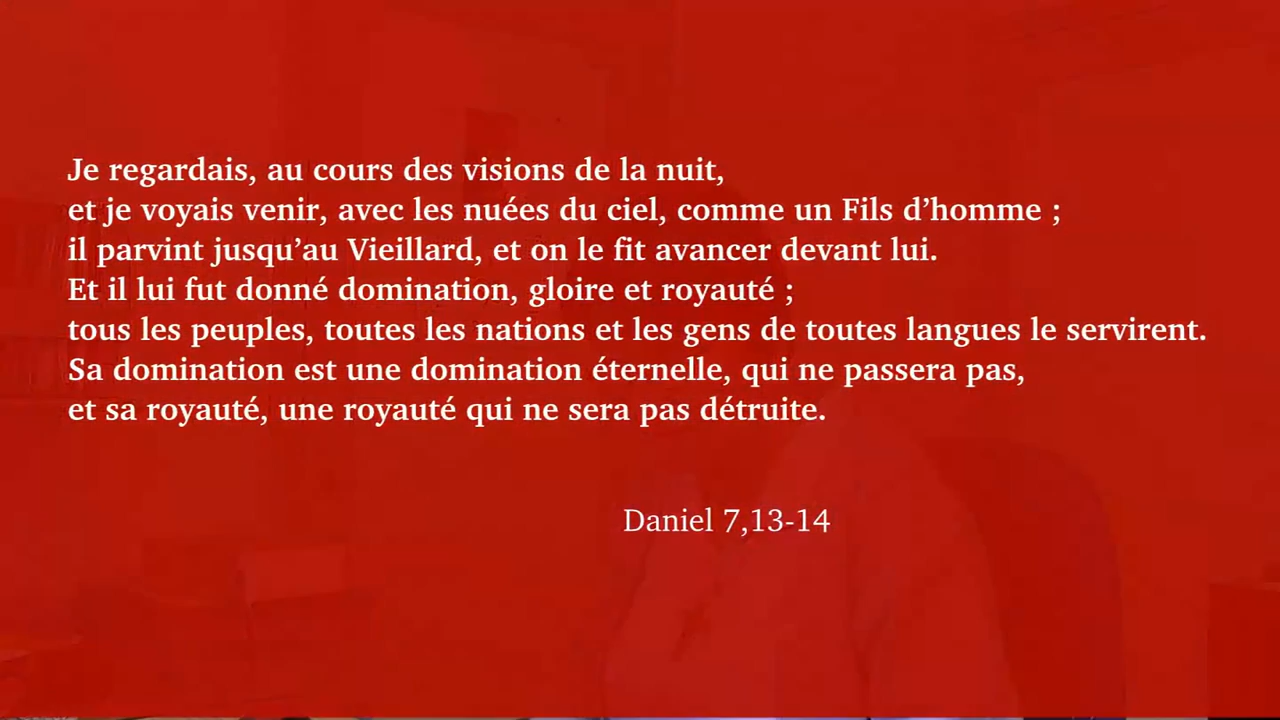 Je regardais, au cours des visions de la nuit,
et je voyais venir, avec les nuées du ciel, comme un Fils d’homme ;
il parvint jusqu’au Vieillard, et on le fit avancer devant lui.
Et il lui fut donné domination, gloire et royauté ;
tous les peuples, toutes les nations et les gens de toutes langues le servirent.
Sa domination est une domination éternelle, qui ne passera pas,
et sa royauté, une royauté qui ne sera pas détruite.
Daniel 7,13-14